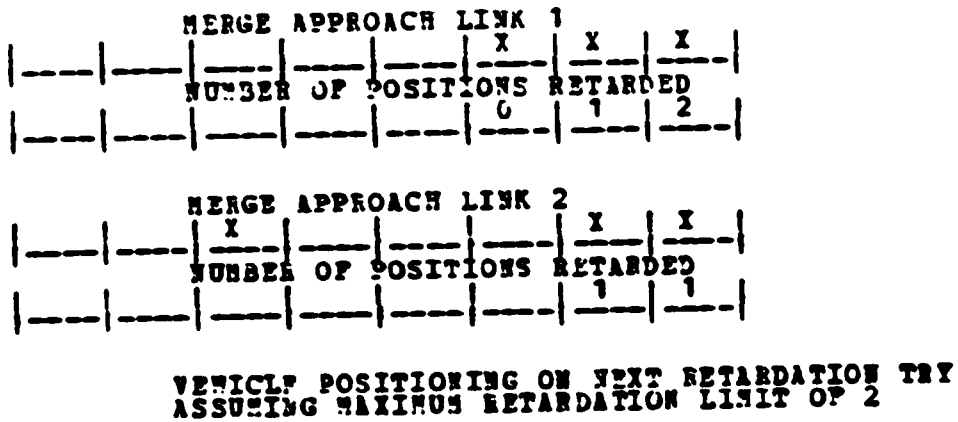 MERGE APPROACH LINK 1
X X X
|----|----|----|----|----|----|----|----|
NUMBER OF POSITIONS RETARDED
0 1 2
|----|----|----|----|----|----|----|----|
MERGE APPROACH LINK 2
X X X
|----|----|----|----|----|----|----|----|
NUMBER OF POSITIONS RETARDED
1 1
|----|----|----|----|----|----|----|----|
VEHICLE POSITIONING ON NEXT RETARDATION TRY
ASSUMING MAXIMUM RETARDATION LIMIT OF 2